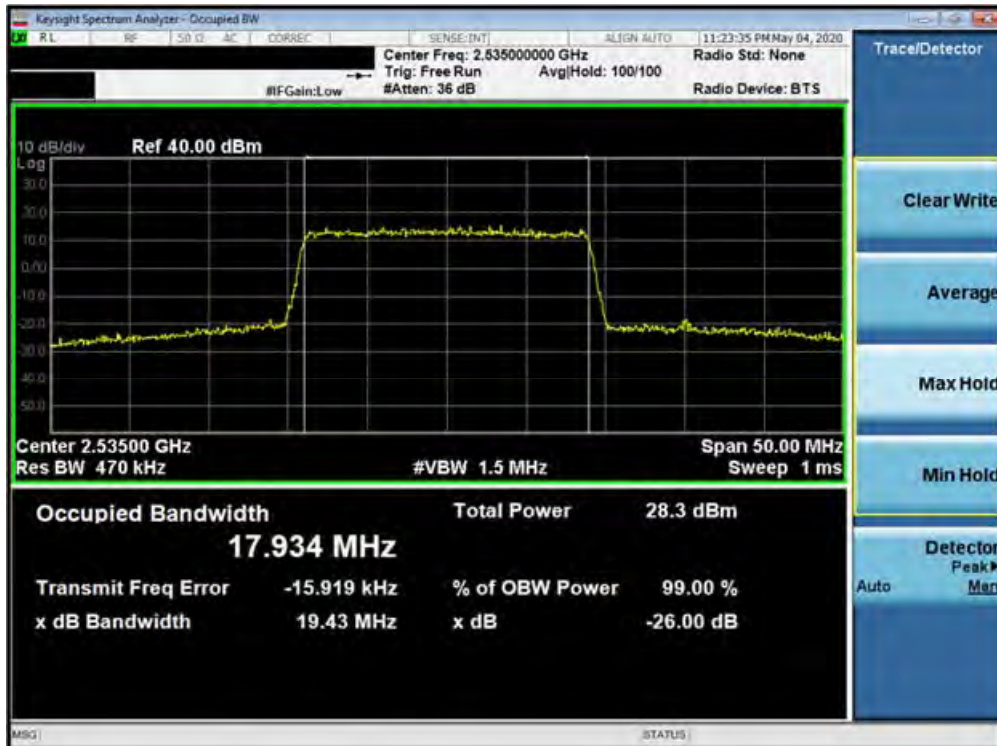 Keysight Spectrum Analyzer - Occupied BW
RL RF 50 Ω AC CORREC SENSE:INT ALIGN AUTO 11:23:35 PM May 04, 2020
Center Freq: 2.535000000 GHz Radio Std: None
Trig: Free Run Avg|Hold: 100/100
#IFGain:Low #Atten: 36 dB Radio Device: BTS
10 dB/div Ref 40.00 dBm
Log
30.0
20.0
10.0
0.00
-10.0
-20.0
-30.0
-40.0
-50.0
Center 2.53500 GHz Span 50.00 MHz
Res BW 470 kHz #VBW 1.5 MHz Sweep 1 ms
Occupied Bandwidth Total Power 28.3 dBm
17.934 MHz
Transmit Freq Error -15.919 kHz % of OBW Power 99.00 %
x dB Bandwidth 19.43 MHz x dB -26.00 dB
MSG STATUS
Trace/Detector
Clear Write
Average
Max Hold
Min Hold
Detector
Peak▶
Auto Man